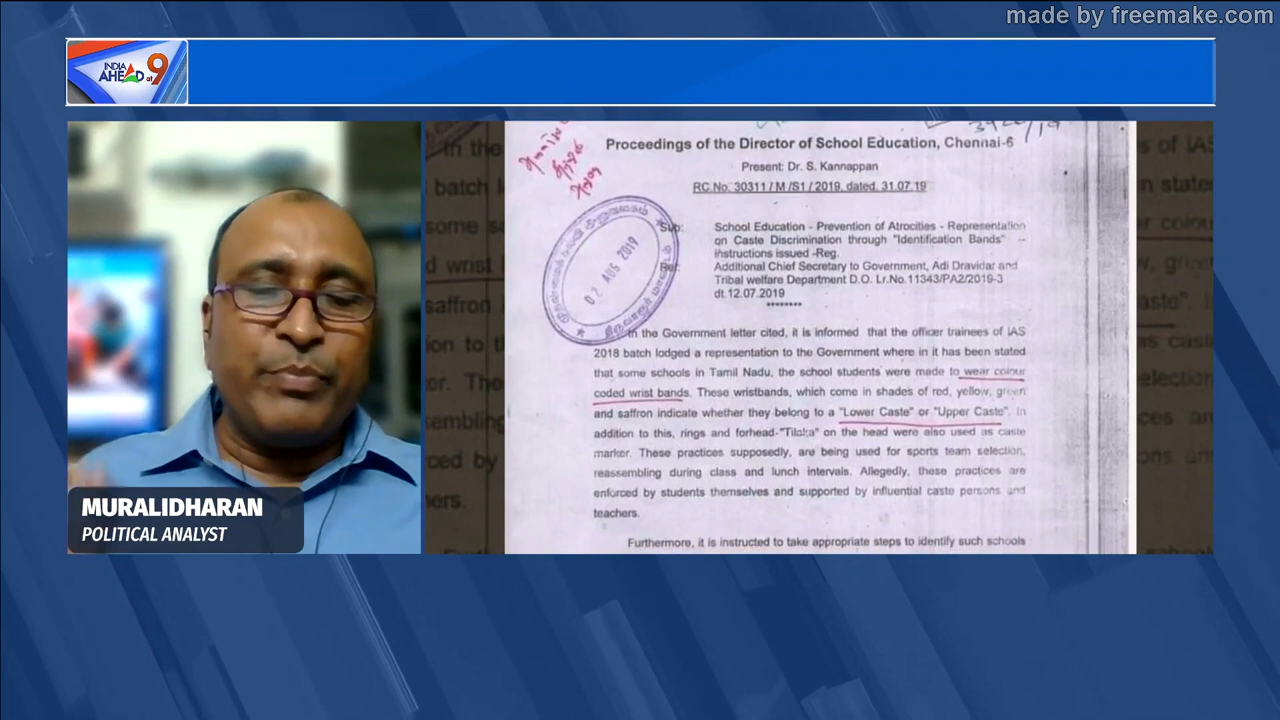 made by freemake.com
INDIA
AHEAD at 9
Proceedings of the Director of School Education, Chennai-6
Present: Dr. S. Kannappan
RC.No. 30311 / M /S1 / 2019, dated. 31.07.19
Sub: School Education - Prevention of Atrocities - Representation
on Caste Discrimination through "Identification Bands" --
instructions issued -Reg.
Ref: Additional Chief Secretary to Government, Adi Dravidar and
Tribal welfare Department D.O. Lr.No.11343/PA2/2019-3
dt.12.07.2019
********
02 AUG 2019
In the Government letter cited, it is informed that the officer trainees of IAS
2018 batch lodged a representation to the Government where in it has been stated
that some schools in Tamil Nadu, the school students were made to wear colour
coded wrist bands. These wristbands, which come in shades of red, yellow, green
and saffron indicate whether they belong to a "Lower Caste" or "Upper Caste". In
addition to this, rings and forhead-"Tilaka" on the head were also used as caste
marker. These practices supposedly, are being used for sports team selection,
reassembling during class and lunch intervals. Allegedly, these practices are
enforced by students themselves and supported by influential caste persons and
teachers.
Furthermore, it is instructed to take appropriate steps to identify such schools
MURALIDHARAN
POLITICAL ANALYST